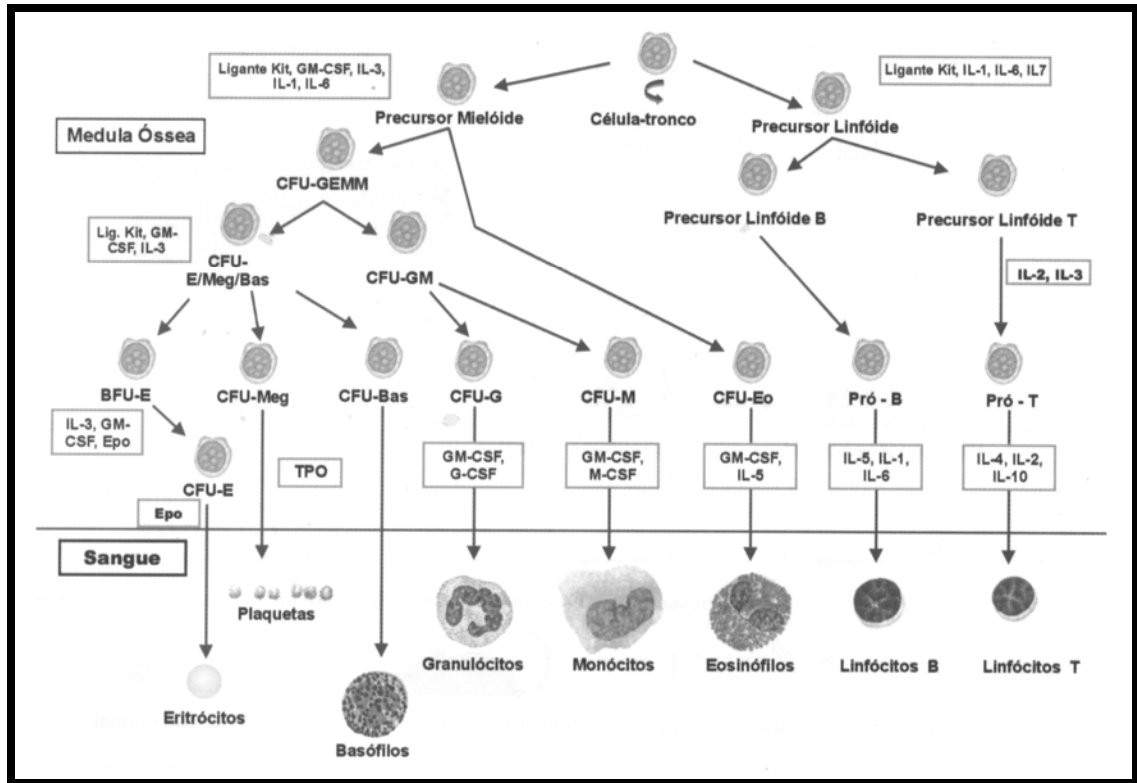 Ligante Kit, GM-CSF, IL-3,
IL-1, IL-6
Ligante Kit, IL-1, IL-6, IL7
Precursor Mielóide
Célula-tronco
Precursor Linfóide
Medula Óssea
CFU-GEMM
Precursor Linfóide B
Precursor Linfóide T
Lig. Kit, GM-
CSF, IL-3
CFU-
E/Meg/Bas
CFU-GM
IL-2, IL-3
BFU-E
CFU-Meg
CFU-Bas
CFU-G
CFU-M
CFU-Eo
Pró - B
Pró - T
IL-3, GM-
CSF, Epo
TPO
GM-CSF,
G-CSF
GM-CSF,
M-CSF
GM-CSF,
IL-5
IL-5, IL-1,
IL-6
IL-4, IL-2,
IL-10
CFU-E
Epo
Sangue
Plaquetas
Granulócitos
Monócitos
Eosinófilos
Linfócitos B
Linfócitos T
Eritrócitos
Basófilos